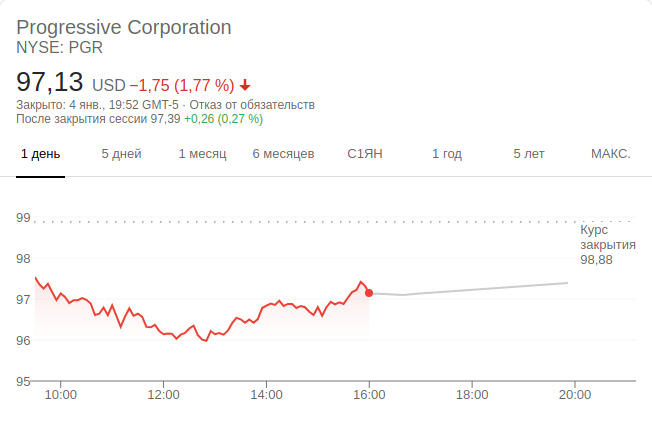 Progressive Corporation
NYSE: PGR
97,13 USD −1,75 (1,77 %)
Закрыто: 4 янв., 19:52 GMT-5 · Отказ от обязательств
После закрытия сессии 97,39 +0,26 (0,27 %)
1 день 5 дней 1 месяц 6 месяцев С1ЯН 1 год 5 лет МАКС.
99
Курс
закрытия
98,88
98
97
96
95
10:00 12:00 14:00 16:00 18:00 20:00